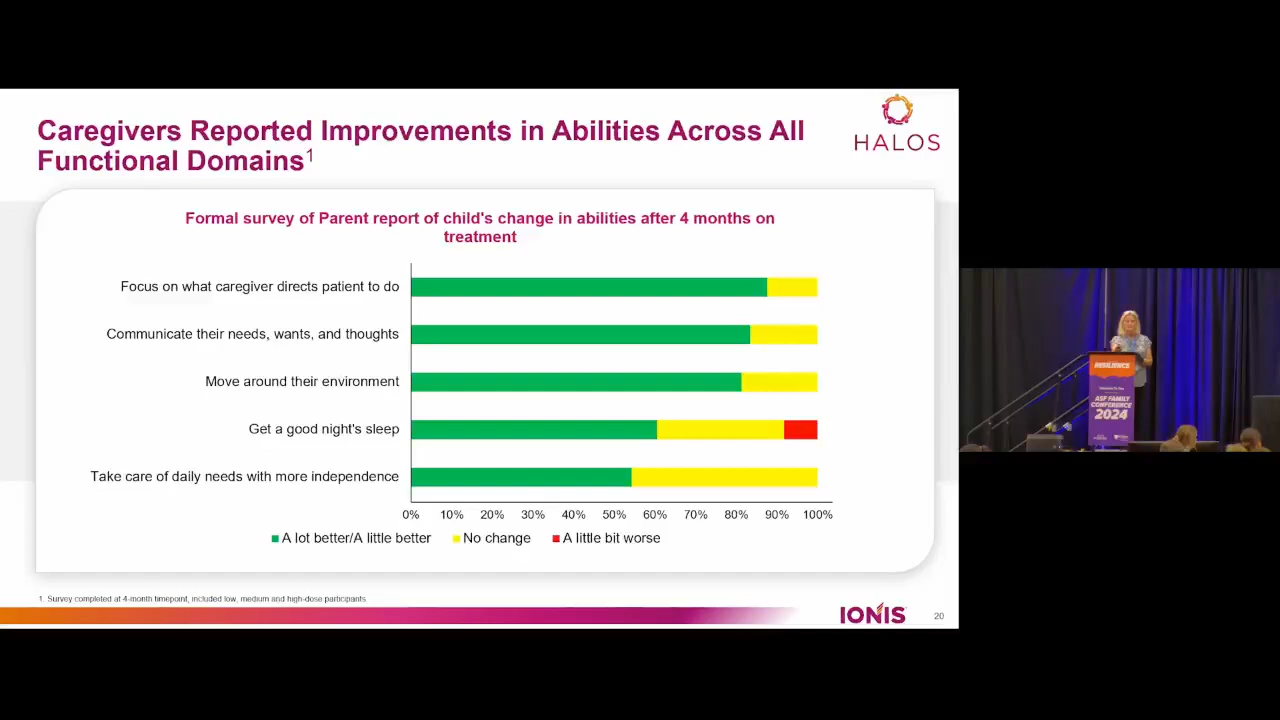 Caregivers Reported Improvements in Abilities Across All
Functional Domains1
HALOS
Formal survey of Parent report of child's change in abilities after 4 months on
treatment
Focus on what caregiver directs patient to do
Communicate their needs, wants, and thoughts
Move around their environment
Get a good night's sleep
Take care of daily needs with more independence
0% 10% 20% 30% 40% 50% 60% 70% 80% 90% 100%
A lot better/A little better No change A little bit worse
1. Survey completed at 4-month timepoint, included low, medium and high-dose participants.
IONIS
20
RESILIENCE
ASF FAMILY
CONFERENCE
2024